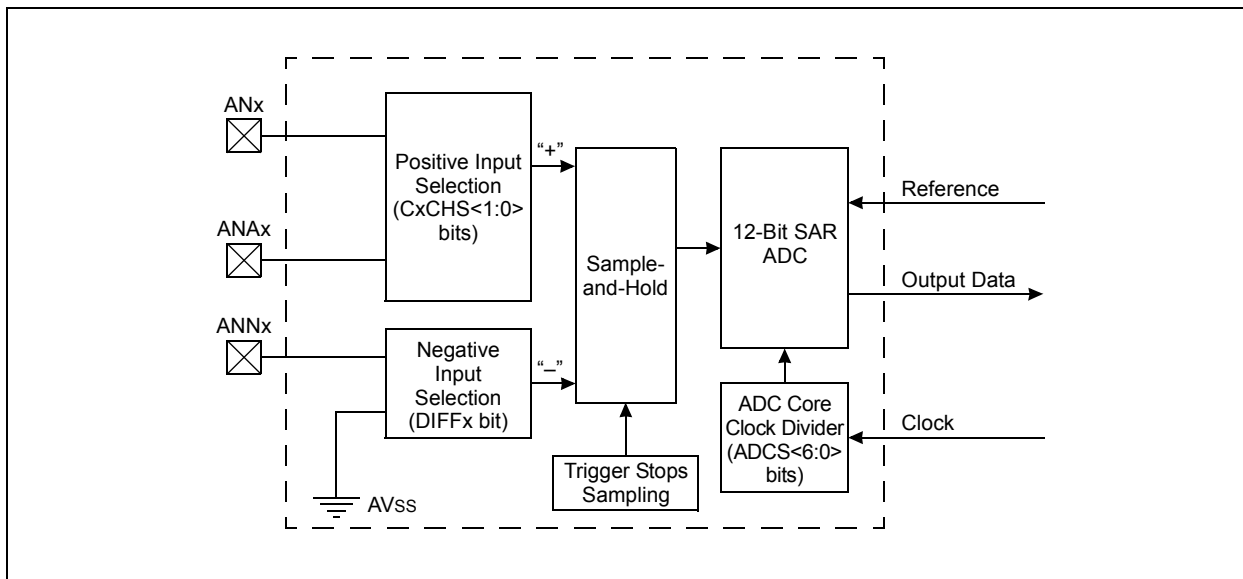 ANx
ANAx
ANNx
Positive Input
Selection
(CxCHS<1:0>
bits)
“+”
Negative
Input
Selection
(DIFFx bit)
“–”
AVSS
Sample-
and-Hold
Trigger Stops
Sampling
12-Bit SAR
ADC
ADC Core
Clock Divider
(ADCS<6:0>
bits)
Reference
Output Data
Clock